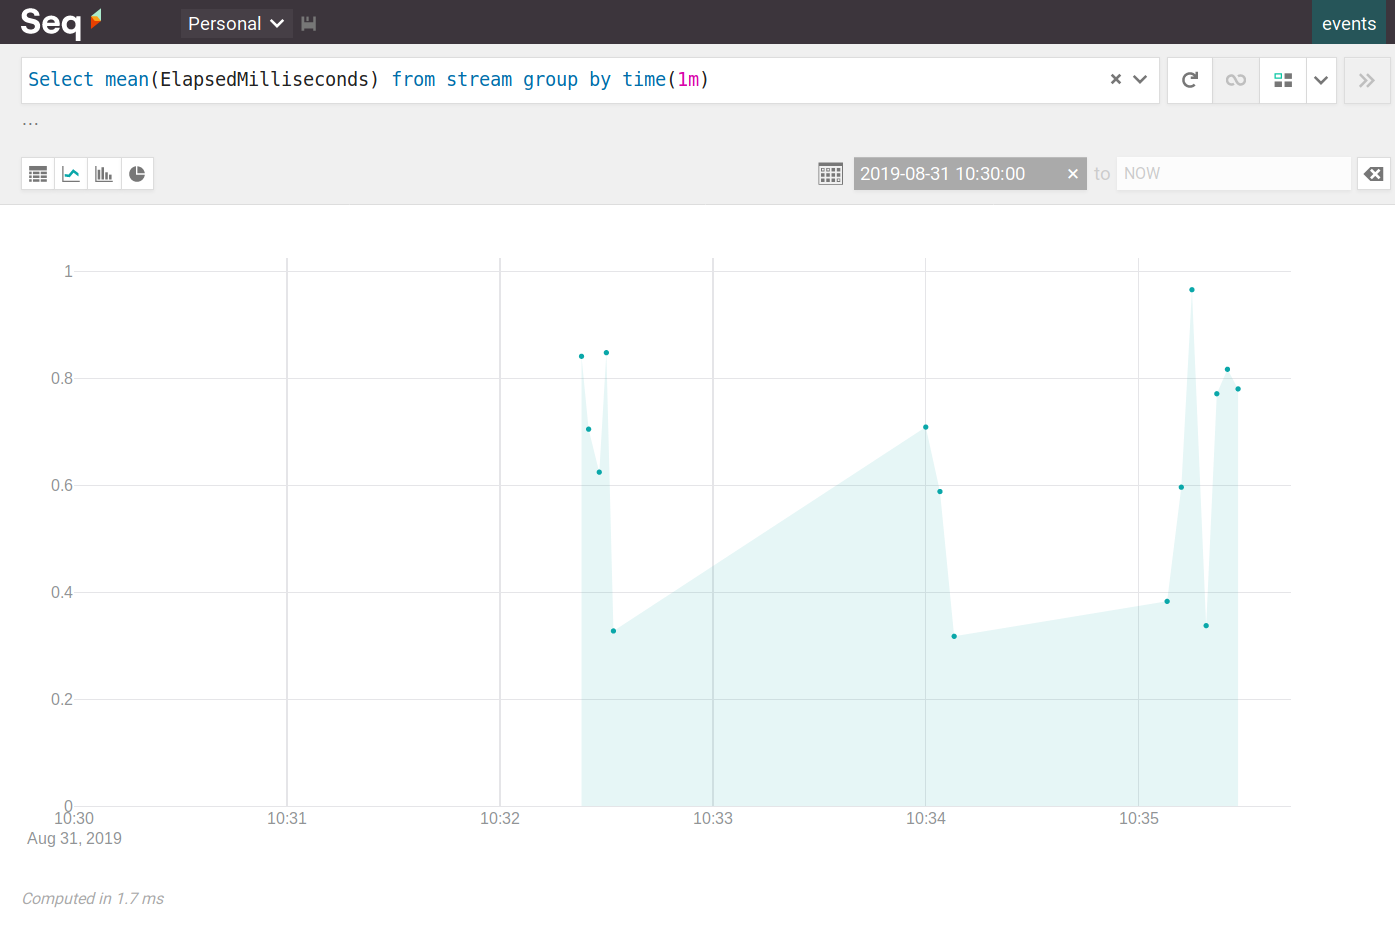 Seq Personal events
Select mean(ElapsedMilliseconds) from stream group by time(1m)
...
2019-08-31 10:30:00 to NOW
1
0.8
0.6
0.4
0.2
0
10:30 10:31 10:32 10:33 10:34 10:35
Aug 31, 2019
Computed in 1.7 ms